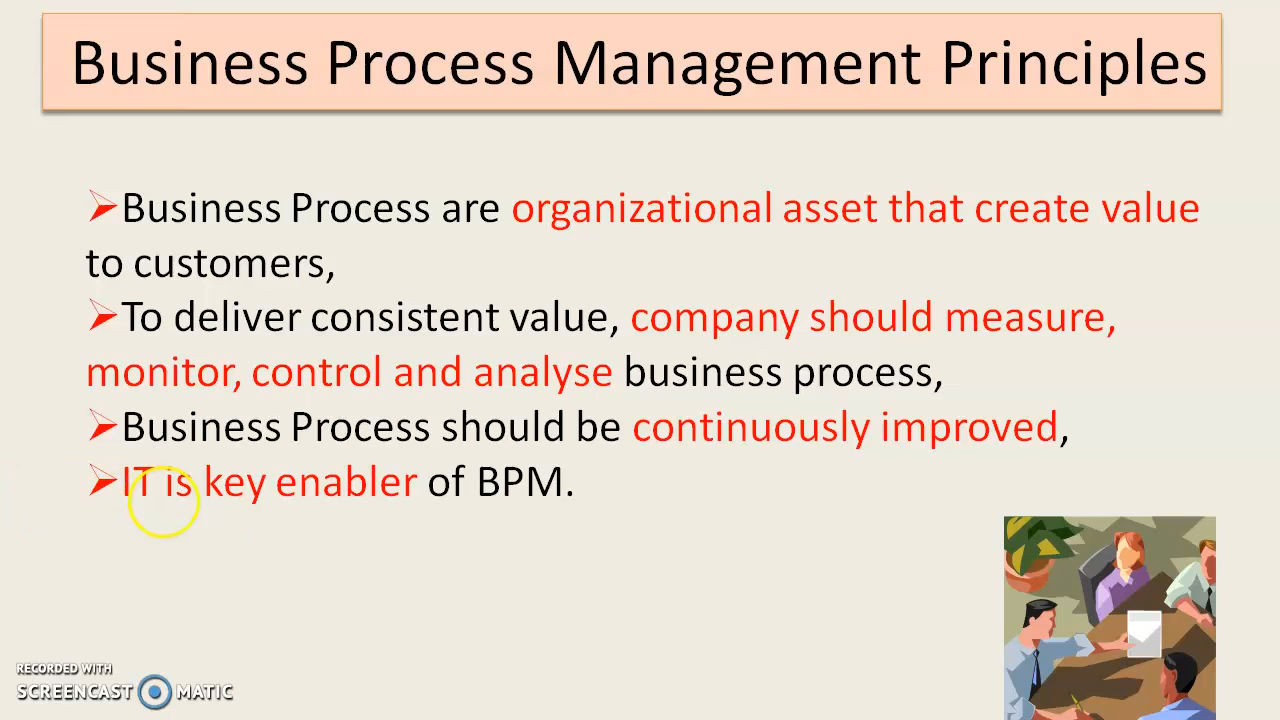 Business Process Management Principles
➢Business Process are organizational asset that create value
to customers,
➢To deliver consistent value, company should measure,
monitor, control and analyse business process,
➢Business Process should be continuously improved,
➢IT is key enabler of BPM.
RECORDED WITH
SCREENCAST MATIC